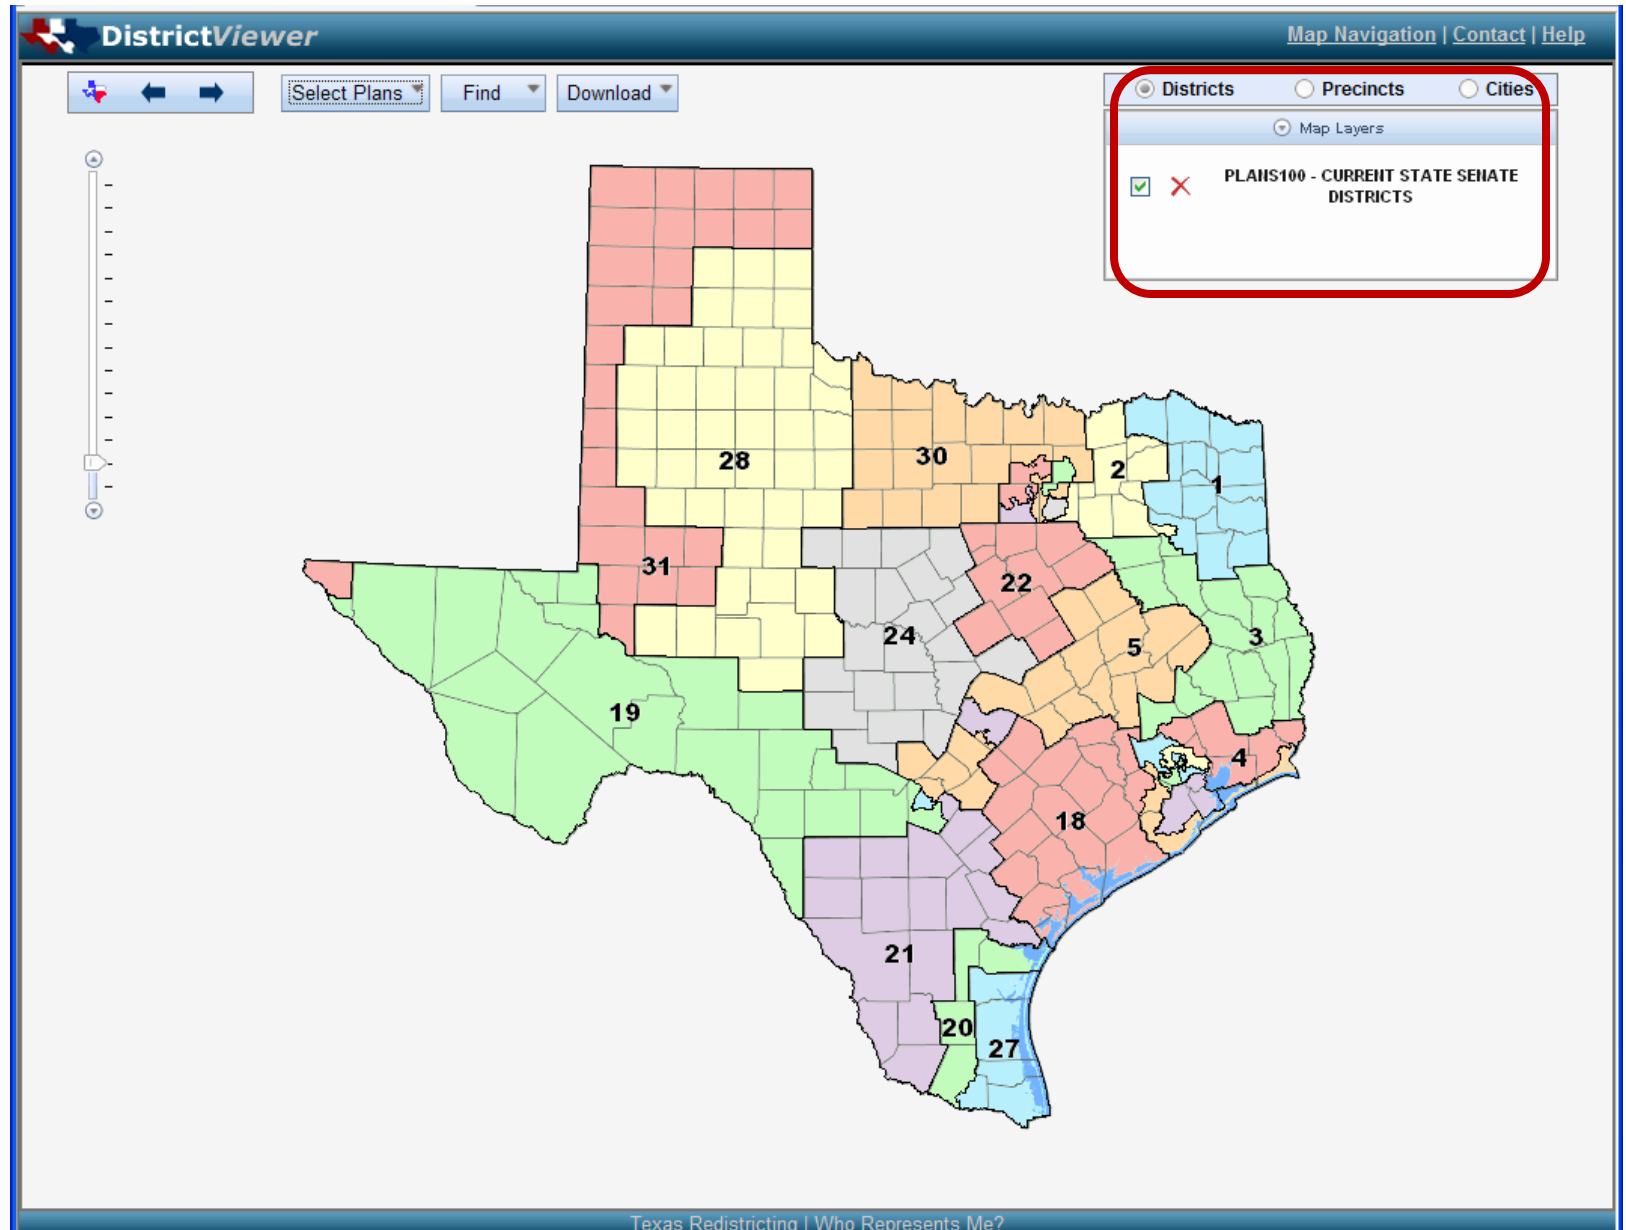 DistrictViewer
Map Navigation | Contact | Help
Select Plans
Find
Download
Districts
Precincts
Cities
Map Layers
PLANS100 - CURRENT STATE SENATE
DISTRICTS
28
30
2
1
31
22
24
5
3
19
4
18
21
20
27
Texas Redistricting | Who Represents Me?